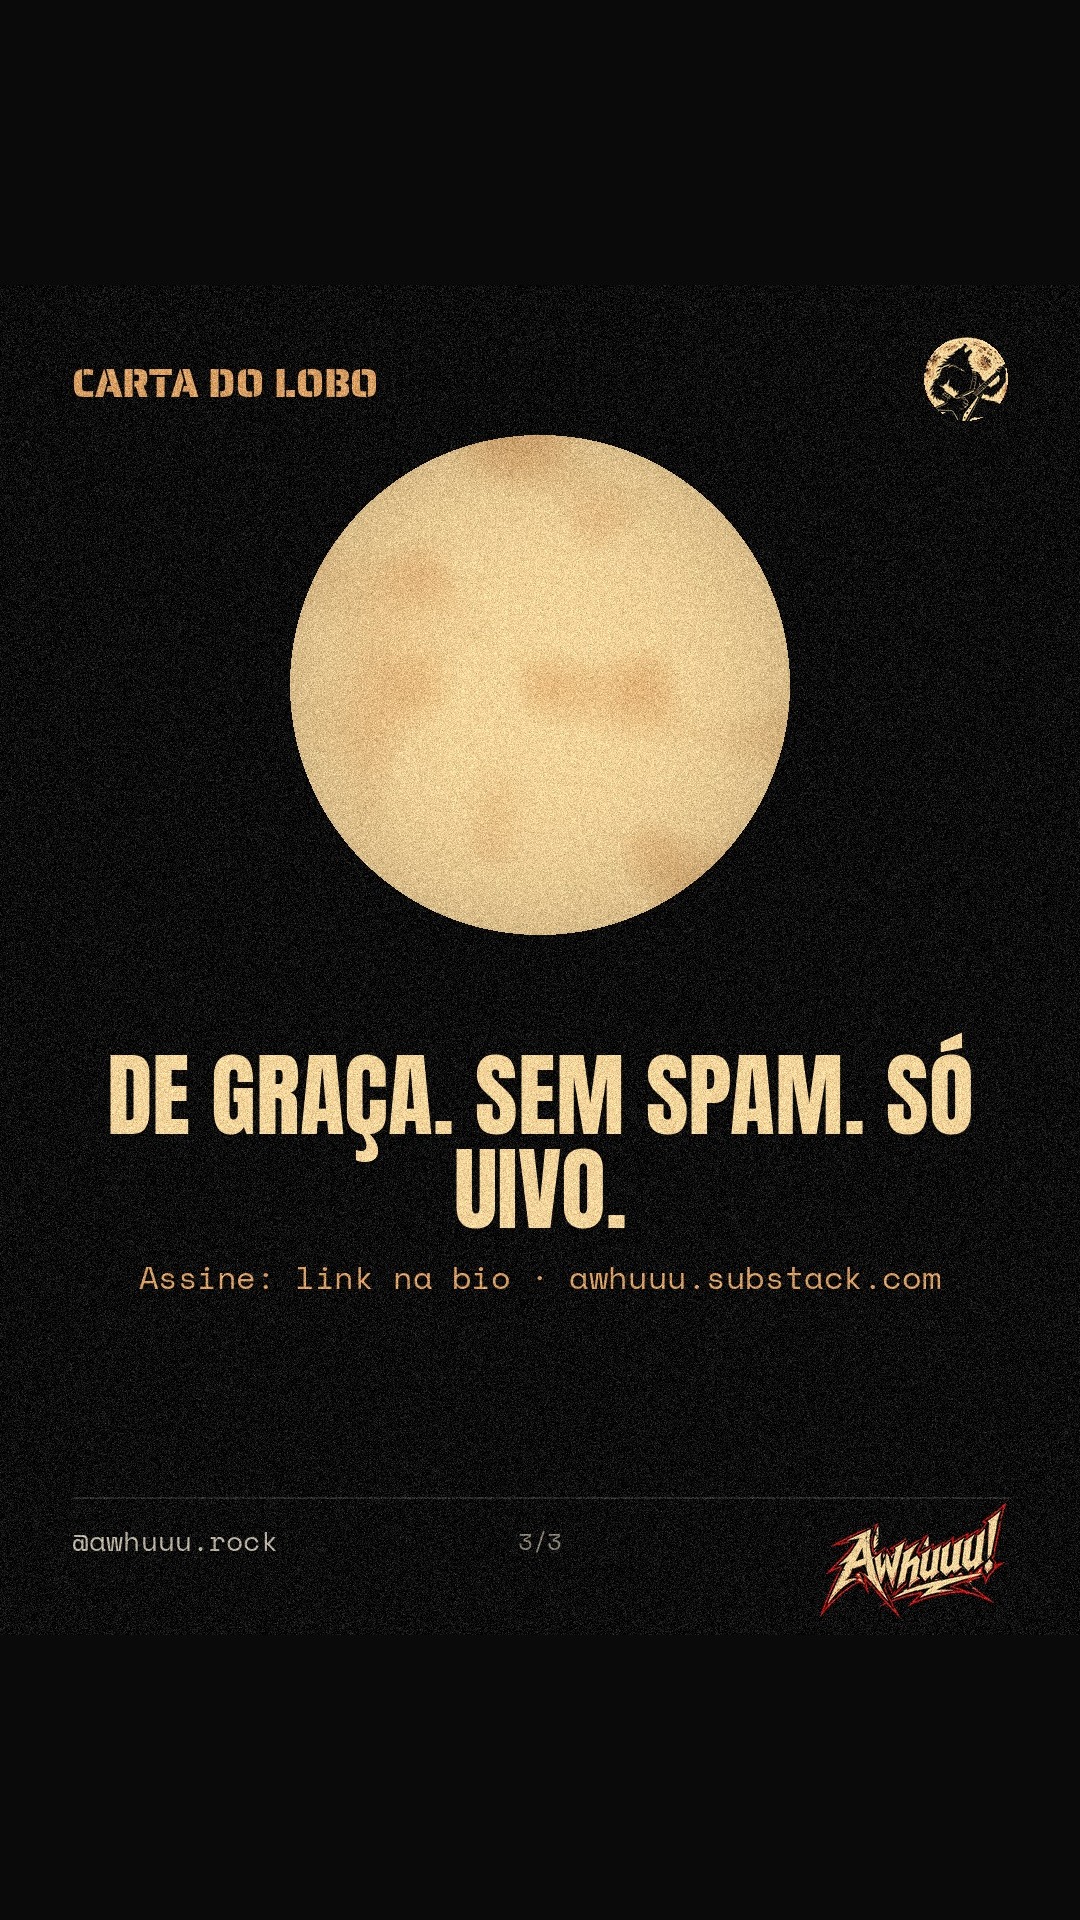 CARTA DO LOBO
DE GRAÇA. SEM SPAM. SÓ
UIVO.
Assine: link na bio · awhuuu.substack.com
@awhuuu.rock
3/3
Awhuuu!